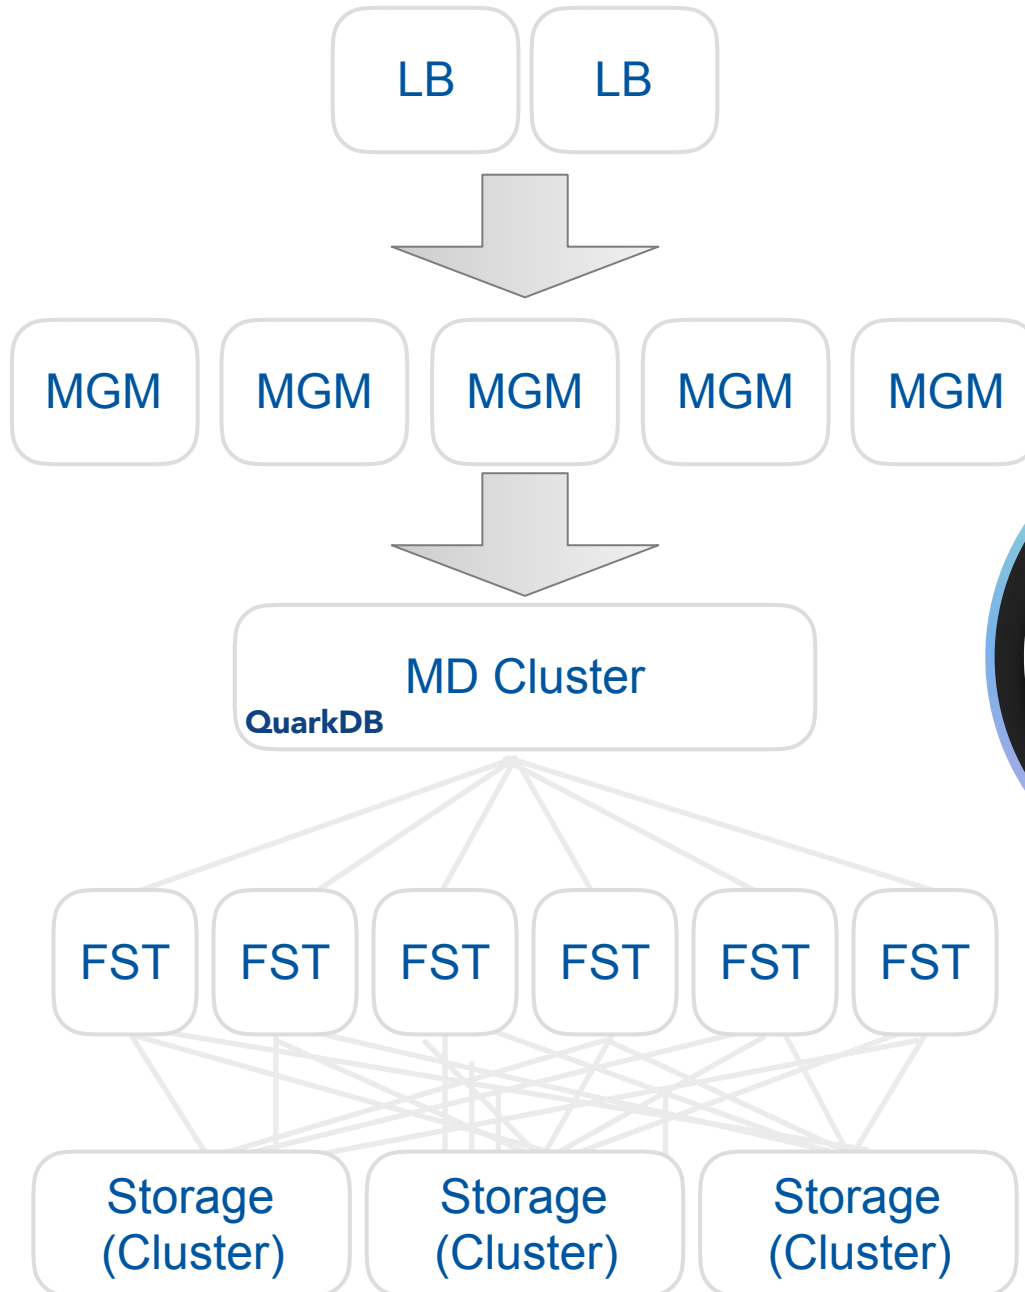 LB LB
MGM MGM MGM MGM MGM
MD Cluster
QuarkDB
FST FST FST FST FST FST
Storage Storage Storage
(Cluster) (Cluster) (Cluster)